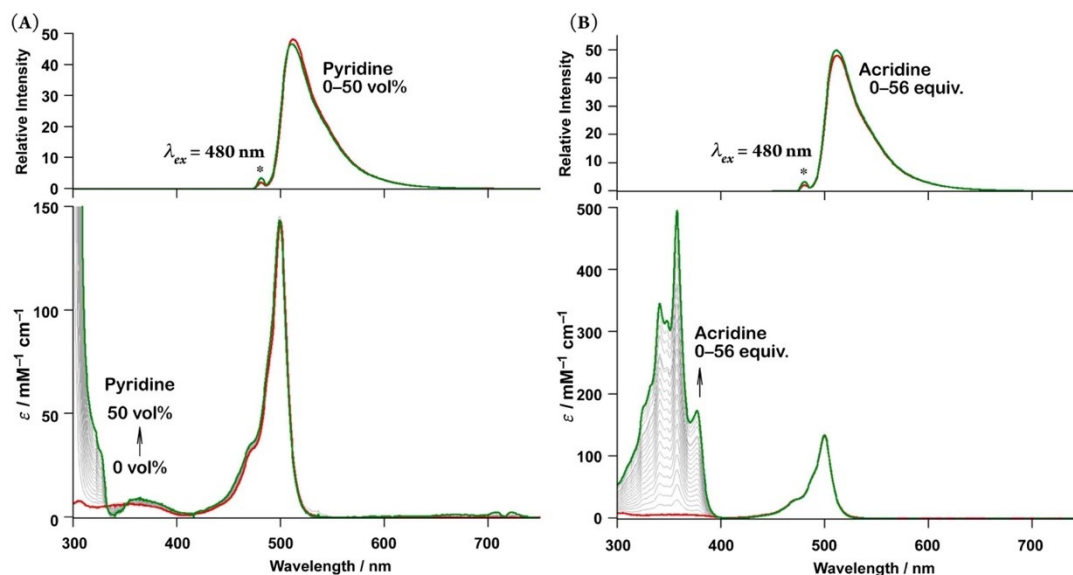 (A)
Relative Intensity
50
40
30
20
10
0
Pyridine
0–50 vol%
λex = 480 nm
*
ε / mM⁻¹ cm⁻¹
150
100
50
0
Pyridine
50 vol%
0 vol%
300
400
500
600
700
Wavelength / nm
(B)
Relative Intensity
50
40
30
20
10
0
Acridine
0–56 equiv.
λex = 480 nm
*
ε / mM⁻¹ cm⁻¹
500
400
300
200
100
0
Acridine
0–56 equiv.
300
400
500
600
700
Wavelength / nm